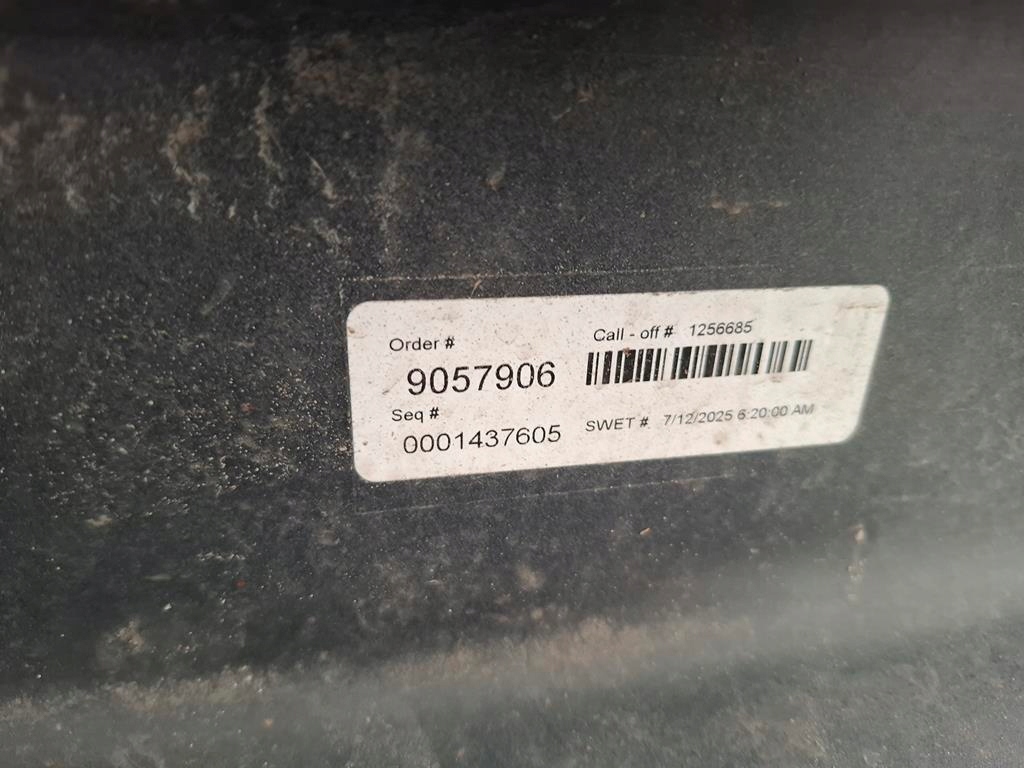 Order #
9057906
Seq #
0001437605
Call - off # 1256685
SWET # 7/12/2025 6:20:00 AM